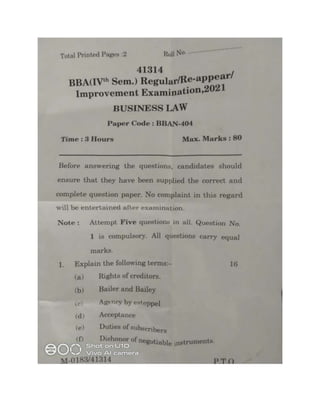 Total Printed Pages :2 Roll No.
41314
BBA(IVth Sem.) Regular/Re-appear/
Improvement Examination,2021
BUSINESS LAW
Paper Code : BBAN-404
Time : 3 Hours Max. Marks : 80
Before answering the questions, candidates should
ensure that they have been supplied the correct and
complete question paper. No complaint in this regard
will be entertained after examination.
Note : Attempt Five questions in all. Question No.
1 is compulsory. All questions carry equal
marks.
1. Explain the following terms:- 16
(a) Rights of creditors.
(b) Bailer and Bailey
(c) Agency by estoppel
(d) Acceptance
(e) Duties of subscribers
(f) Dishonor of negotiable instruments.
Shot on U10
Vivo AI camera
M-0183/41314 P.T.O.